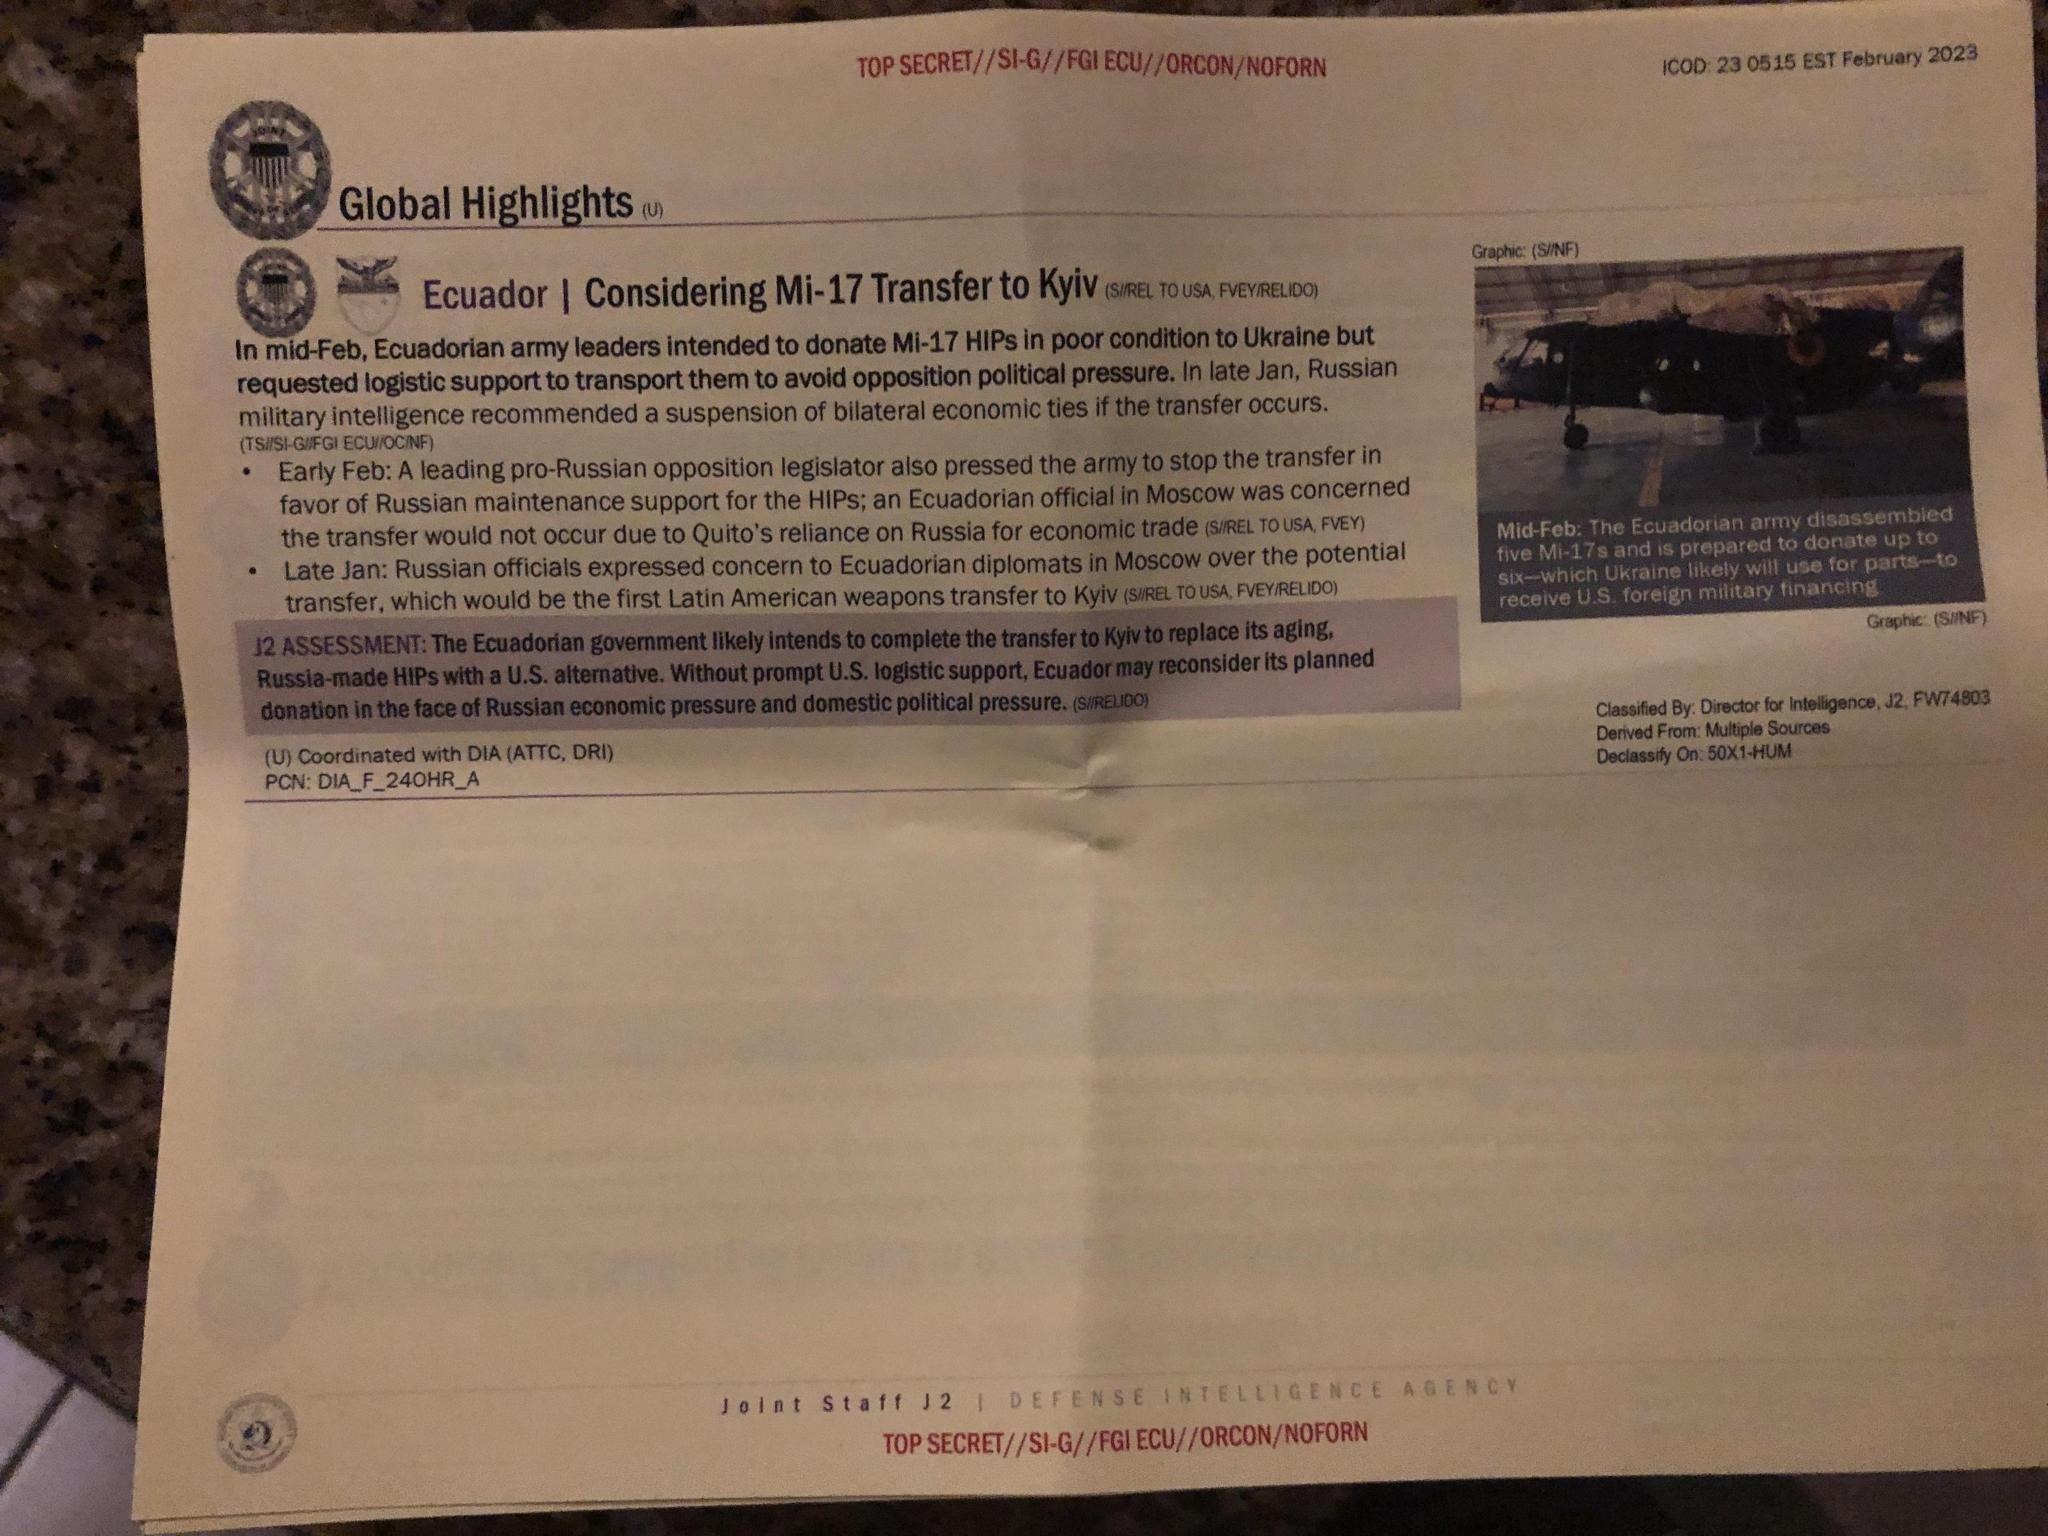 TOP SECRET//SI-G//FGI ECU//ORCON/NOFORN
ICOD: 23 0515 EST February 2023
JOINT
Global Highlights (U)
Ecuador | Considering Mi-17 Transfer to Kyiv (S//REL TO USA, FVEY/RELIDO)
In mid-Feb, Ecuadorian army leaders intended to donate Mi-17 HIPs in poor condition to Ukraine but
requested logistic support to transport them to avoid opposition political pressure. In late Jan, Russian
military intelligence recommended a suspension of bilateral economic ties if the transfer occurs.
(TS//SI-G//FGI ECU//OC/NF)
• Early Feb: A leading pro-Russian opposition legislator also pressed the army to stop the transfer in
favor of Russian maintenance support for the HIPs; an Ecuadorian official in Moscow was concerned
the transfer would not occur due to Quito's reliance on Russia for economic trade (S//REL TO USA, FVEY)
• Late Jan: Russian officials expressed concern to Ecuadorian diplomats in Moscow over the potential
transfer, which would be the first Latin American weapons transfer to Kyiv (S//REL TO USA, FVEY/RELIDO)
J2 ASSESSMENT: The Ecuadorian government likely intends to complete the transfer to Kyiv to replace its aging,
Russia-made HIPs with a U.S. alternative. Without prompt U.S. logistic support, Ecuador may reconsider its planned
donation in the face of Russian economic pressure and domestic political pressure. (S//RELIDO)
(U) Coordinated with DIA (ATTC, DRI)
PCN: DIA_F_24OHR_A
Graphic: (S//NF)
Mid-Feb: The Ecuadorian army disassembled
five Mi-17s and is prepared to donate up to
six—which Ukraine likely will use for parts—to
receive U.S. foreign military financing
Graphic: (S//NF)
Classified By: Director for Intelligence, J2, FW74803
Derived From: Multiple Sources
Declassify On: 50X1-HUM
Joint Staff J2 | DEFENSE INTELLIGENCE AGENCY
TOP SECRET//SI-G//FGI ECU//ORCON/NOFORN